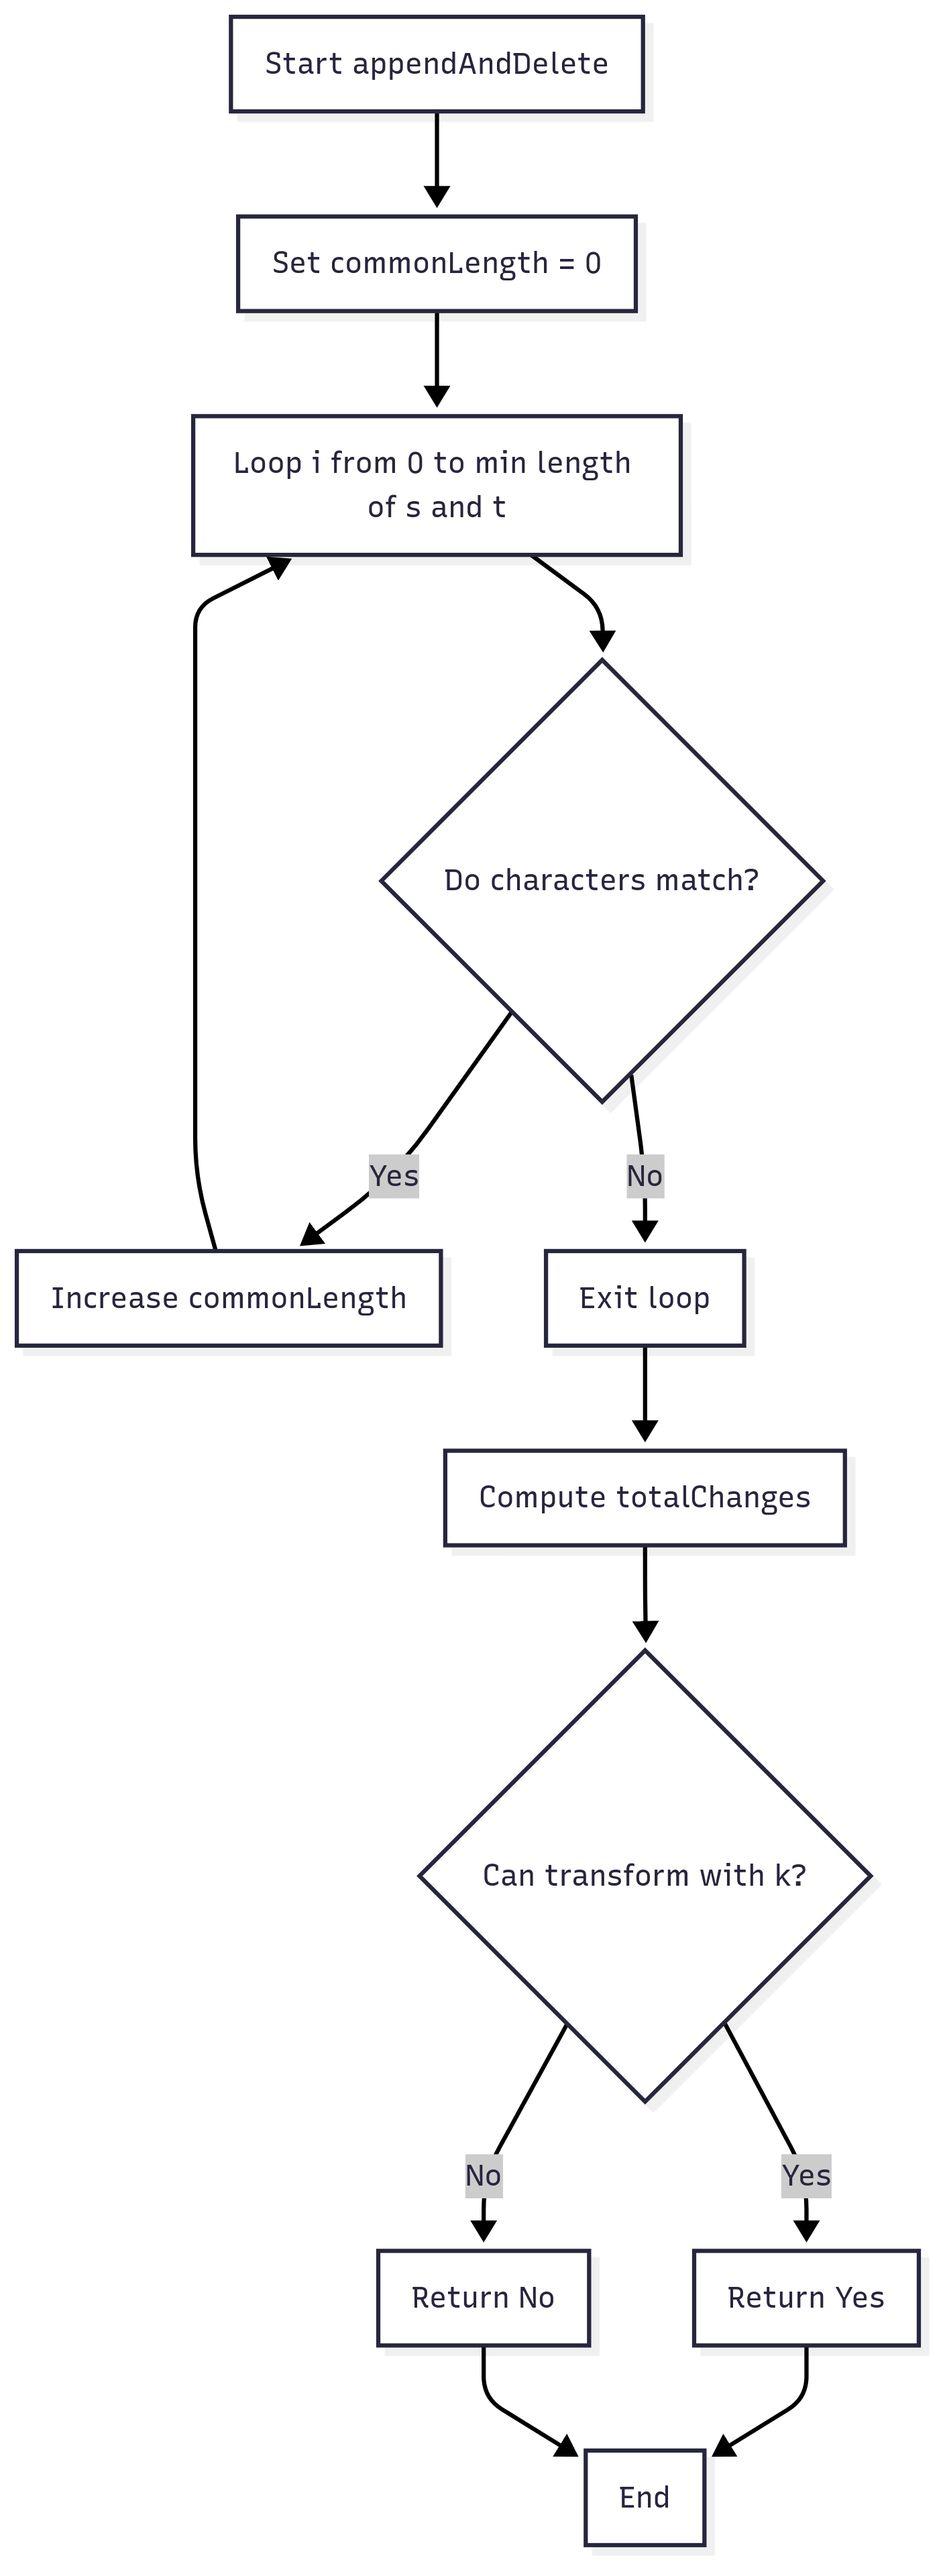 Start appendAndDelete
Set commonLength = 0
Loop i from 0 to min length
of s and t
Do characters match?
Yes
No
Increase commonLength
Exit loop
Compute totalChanges
Can transform with k?
No
Yes
Return No
Return Yes
End